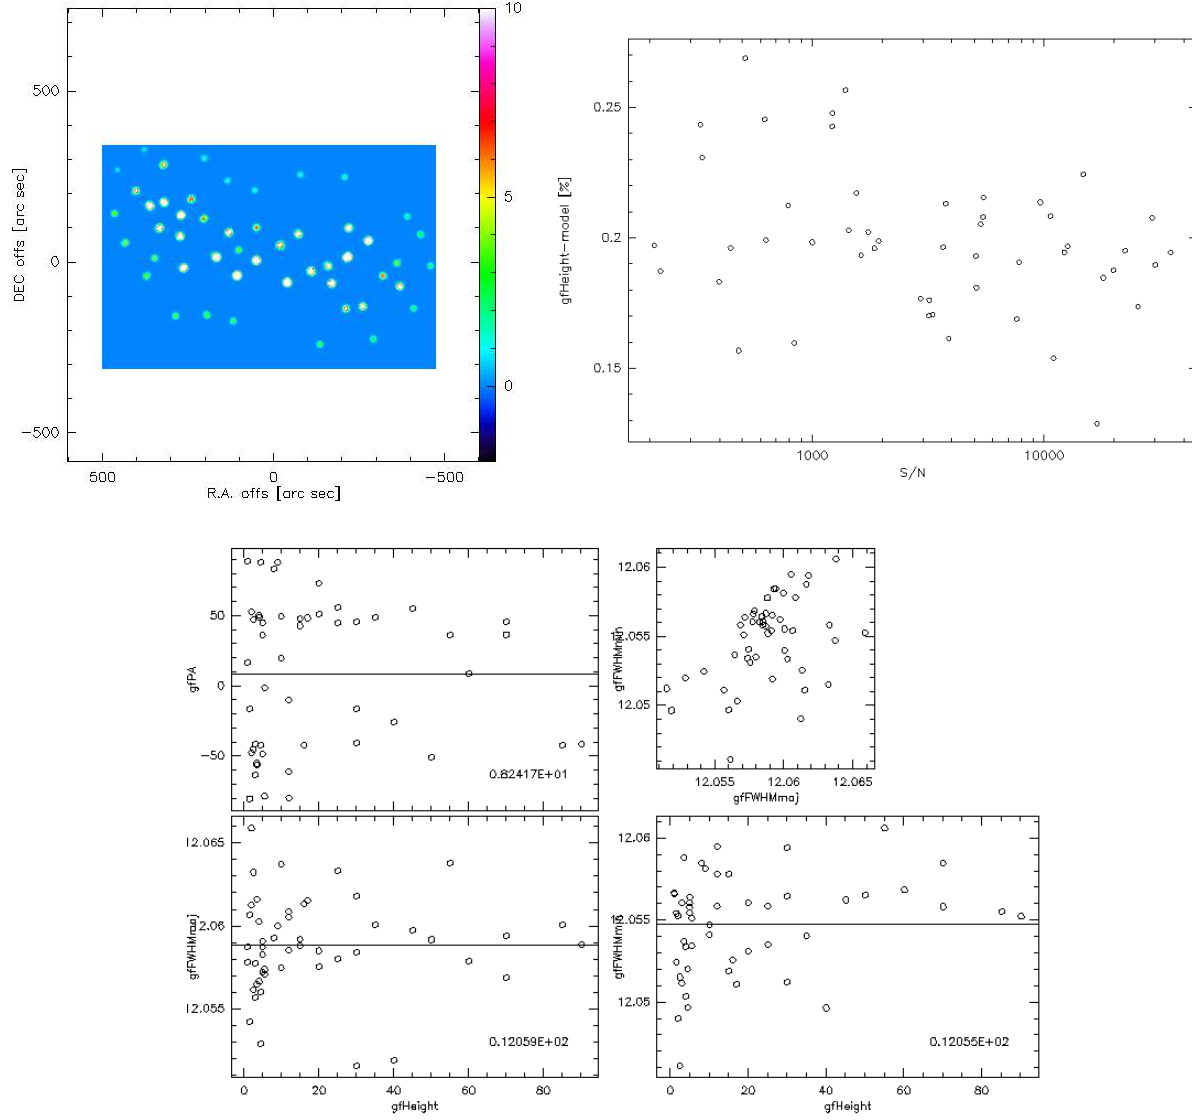 10
500
5
0
0
−500
500
0
−500
DEC offs [arc sec]
R.A. offs [arc sec]
0.25
0.2
0.15
1000
10000
gfHeight−model [%]
S/N
50
0
−50
gfPA
0.82417E+01
12.06
12.055
12.05
gfFWHMmin
12.055
12.06
12.065
gfFWHMmaj
12.065
12.06
12.055
gfFWHMmaj
0.12059E+02
0
20
40
60
80
gfHeight
12.06
12.055
12.05
gfFWHMmin
0.12055E+02
0
20
40
60
80
gfHeight